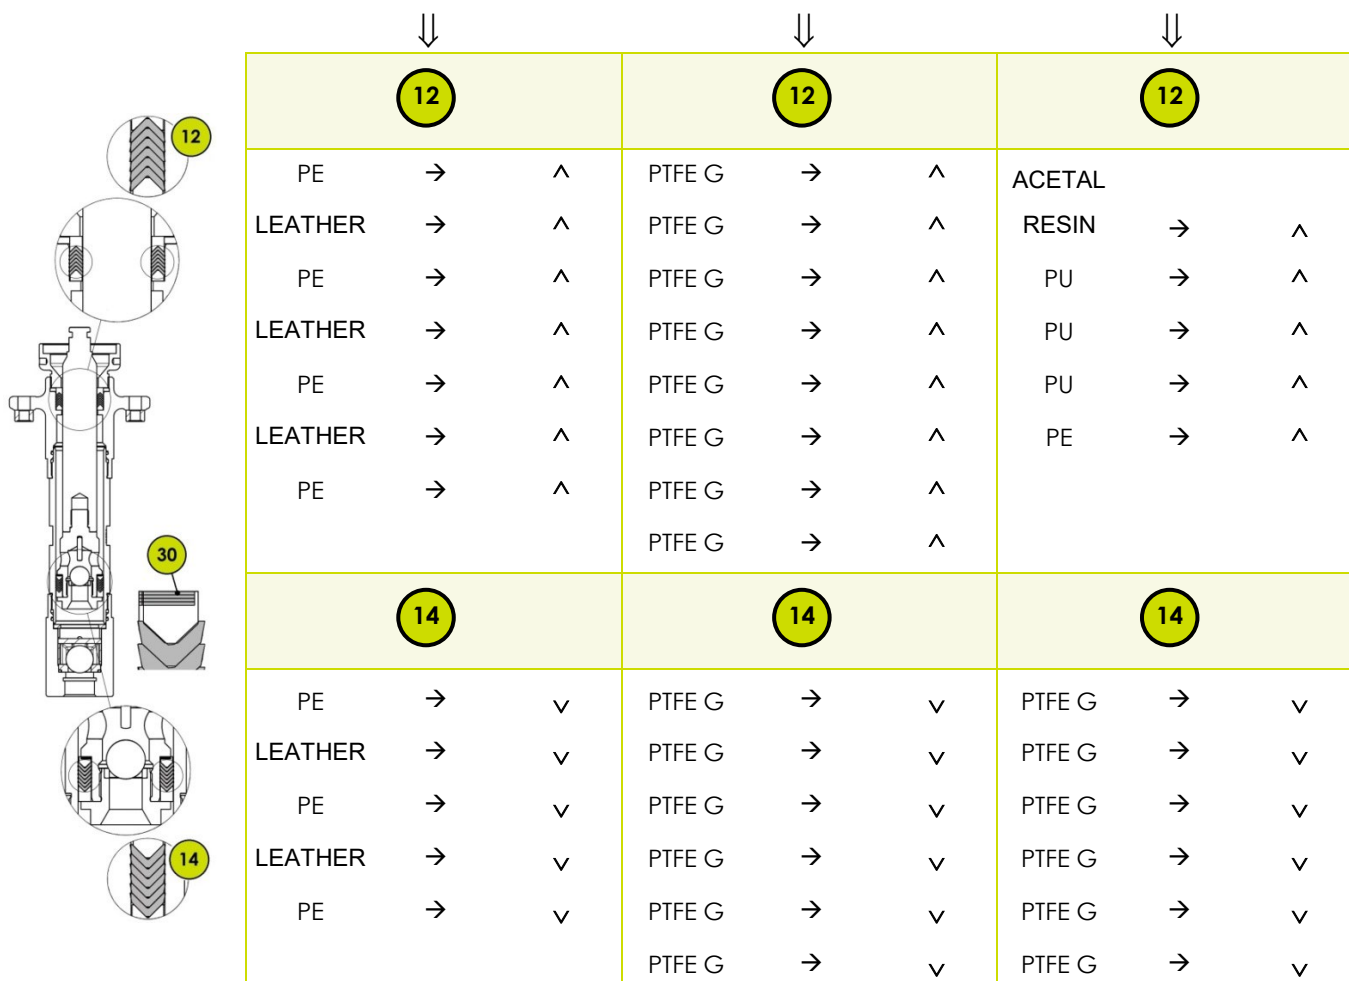 ⇓ ⇓ ⇓
12 12 12
12
PE → ^ PTFE G → ^ ACETAL
LEATHER → ^ PTFE G → ^ RESIN → ^
PE → ^ PTFE G → ^ PU → ^
LEATHER → ^ PTFE G → ^ PU → ^
PE → ^ PTFE G → ^ PU → ^
LEATHER → ^ PTFE G → ^ PE → ^
PE → ^ PTFE G → ^
PTFE G → ^
30
14 14 14
PE → v PTFE G → v PTFE G → v
LEATHER → v PTFE G → v PTFE G → v
PE → v PTFE G → v PTFE G → v
LEATHER → v PTFE G → v PTFE G → v
14
PE → v PTFE G → v PTFE G → v
PTFE G → v PTFE G → v